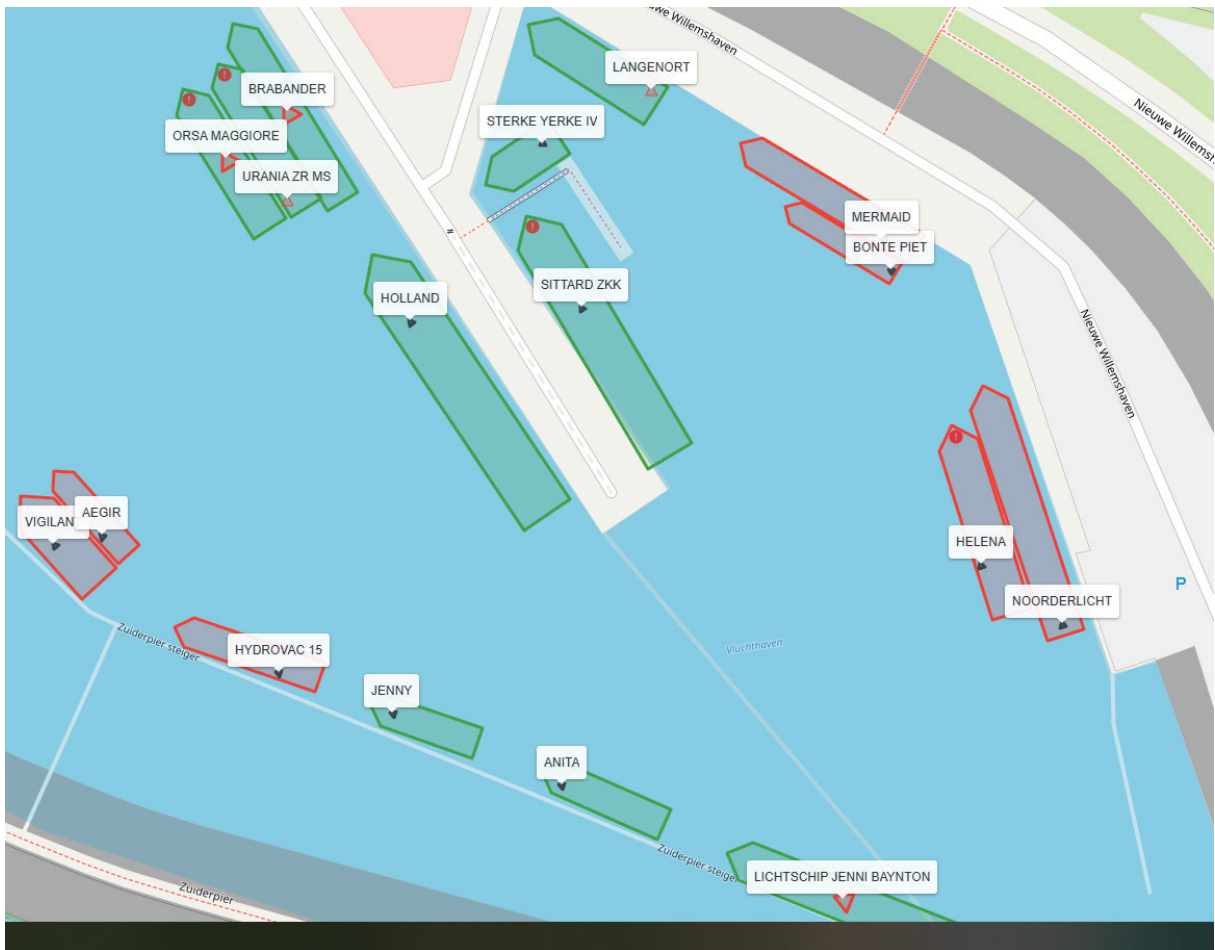 Nieuwe Willemshaven
LANGENORT
BRABANDER
Nieuwe Willemsh
STERKE YERKE IV
ORSA MAGGIORE
URANIA ZR MS
MERMAID
BONTE PIET
SITTARD ZKK
HOLLAND
Nieuwe Willemshaven
AEGIR
VIGILAN
HELENA
P
NOORDERLICHT
Zuiderpier steiger
HYDROVAC 15
Vluchthaven
JENNY
ANITA
Zuiderpier steiger
LICHTSCHIP JENNI BAYNTON
Zuiderpier